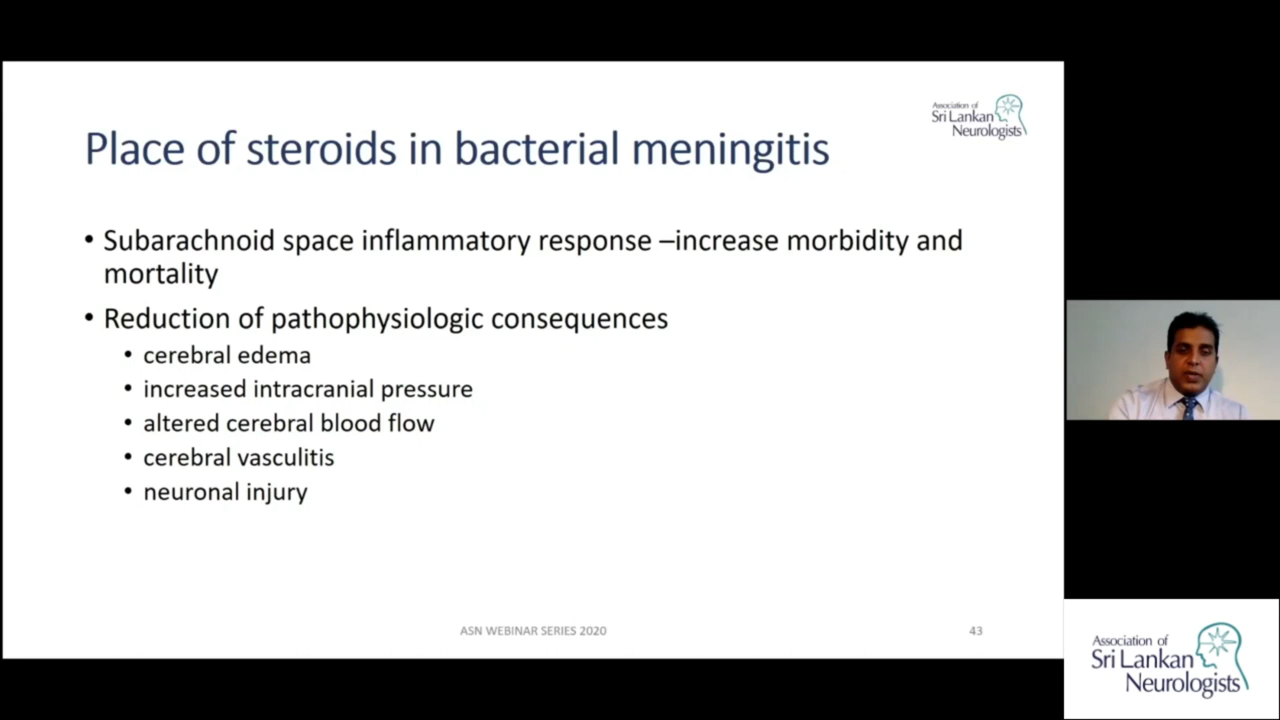 Association of
Sri Lankan
Neurologists
Place of steroids in bacterial meningitis
• Subarachnoid space inflammatory response –increase morbidity and
mortality
• Reduction of pathophysiologic consequences
• cerebral edema
• increased intracranial pressure
• altered cerebral blood flow
• cerebral vasculitis
• neuronal injury
ASN WEBINAR SERIES 2020
43
Association of
Sri Lankan
Neurologists